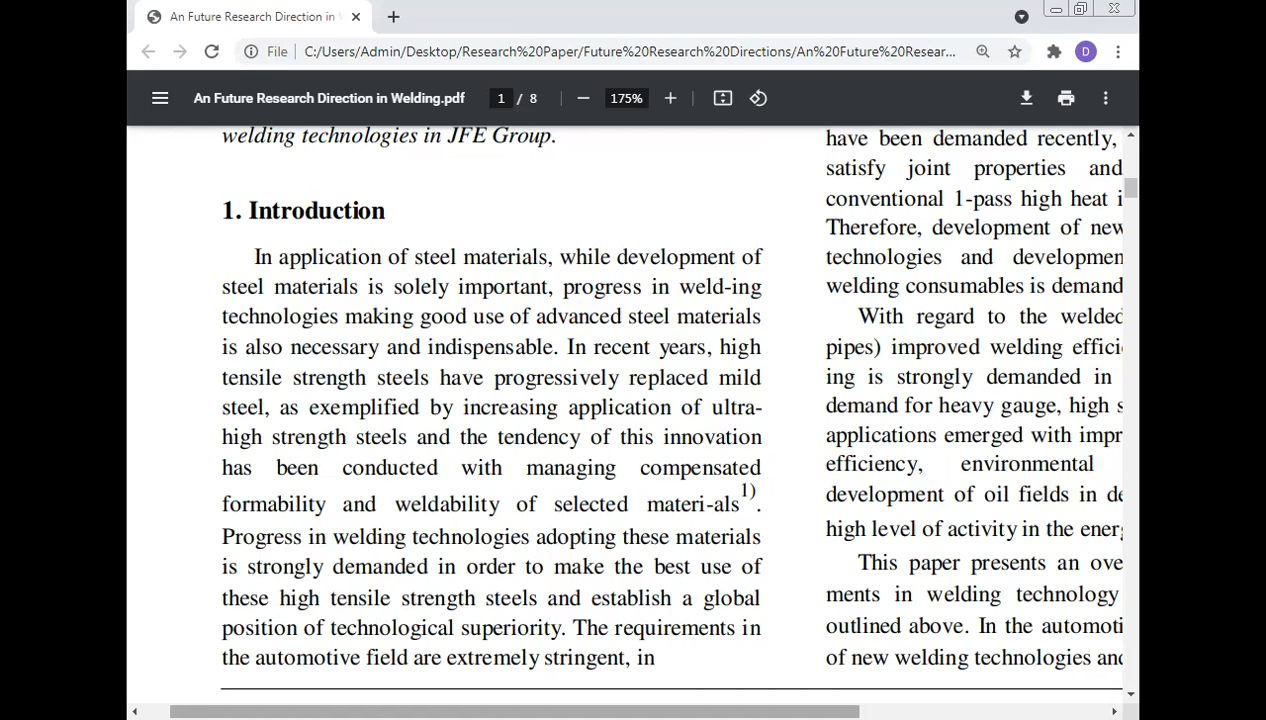 An Future Research Direction in
File C:/Users/Admin/Desktop/Research%20Paper/Future%20Research%20Directions/An%20Future%20Resear...
D
An Future Research Direction in Welding.pdf 1 / 8 175%
welding technologies in JFE Group.
1. Introduction
In application of steel materials, while development of
steel materials is solely important, progress in weld-ing
technologies making good use of advanced steel materials
is also necessary and indispensable. In recent years, high
tensile strength steels have progressively replaced mild
steel, as exemplified by increasing application of ultra-
high strength steels and the tendency of this innovation
has been conducted with managing compensated
formability and weldability of selected materi-als1).
Progress in welding technologies adopting these materials
is strongly demanded in order to make the best use of
these high tensile strength steels and establish a global
position of technological superiority. The requirements in
the automotive field are extremely stringent, in
have been demanded recently,
satisfy joint properties and
conventional 1-pass high heat i
Therefore, development of new
technologies and developmen
welding consumables is demand
With regard to the welded
pipes) improved welding effici
ing is strongly demanded in
demand for heavy gauge, high s
applications emerged with impr
efficiency, environmental
development of oil fields in de
high level of activity in the energ
This paper presents an ove
ments in welding technology
outlined above. In the automoti
of new welding technologies and